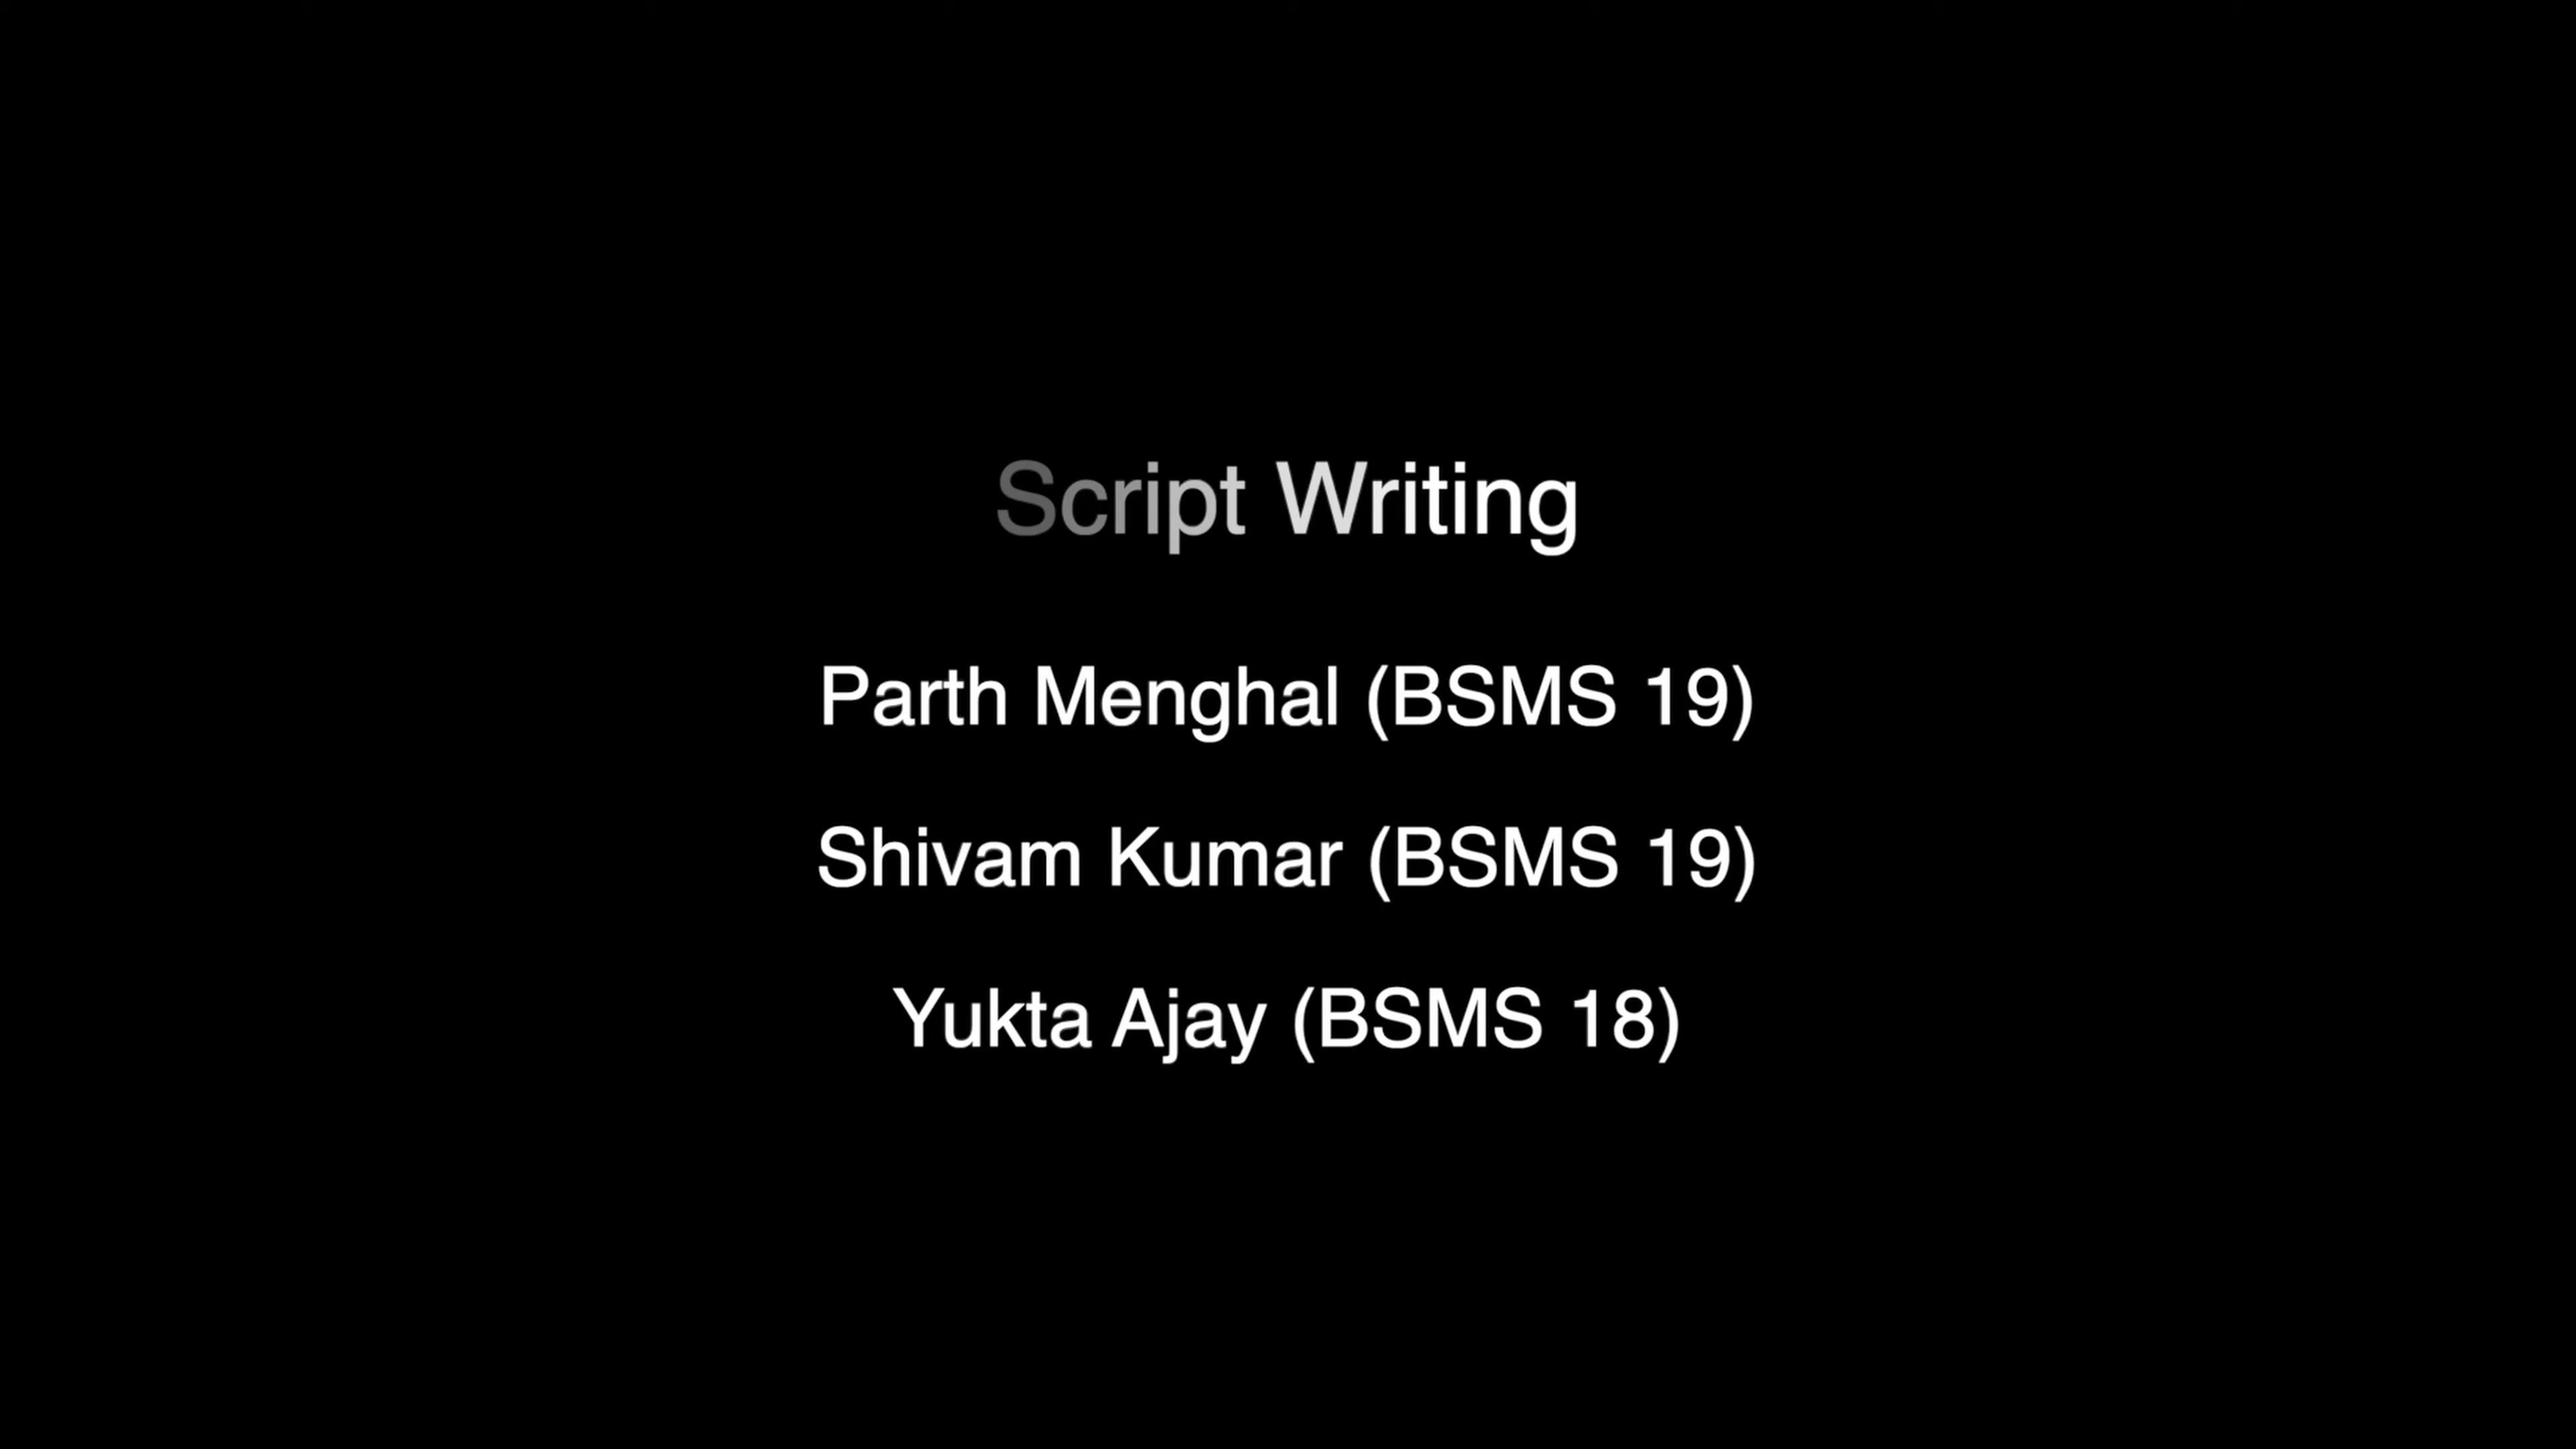 Script Writing
Parth Menghal (BSMS 19)
Shivam Kumar (BSMS 19)
Yukta Ajay (BSMS 18)